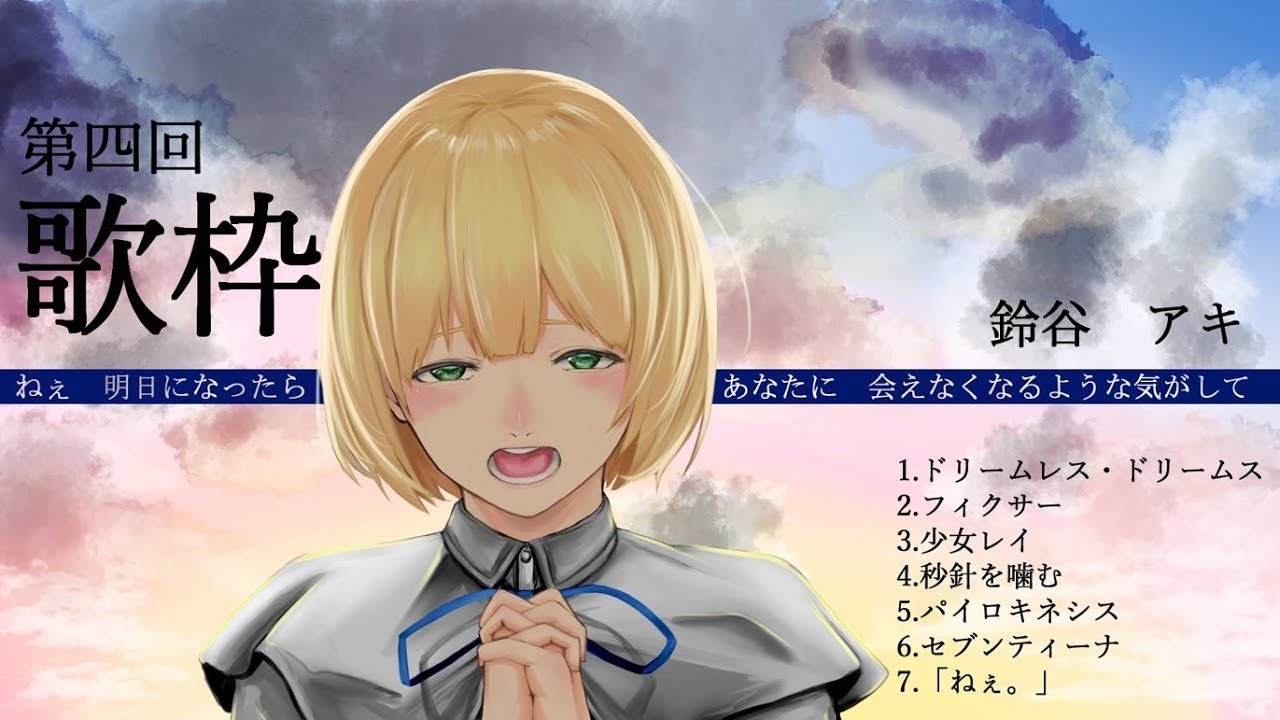 第四回
歌枠
鈴谷　アキ
ねぇ　明日になったら
あなたに　会えなくなるような気がして
1.ドリームレス・ドリームス
2.フィクサー
3.少女レイ
4.秒針を噛む
5.パイロキネシス
6.セブンティーナ
7.「ねぇ。」